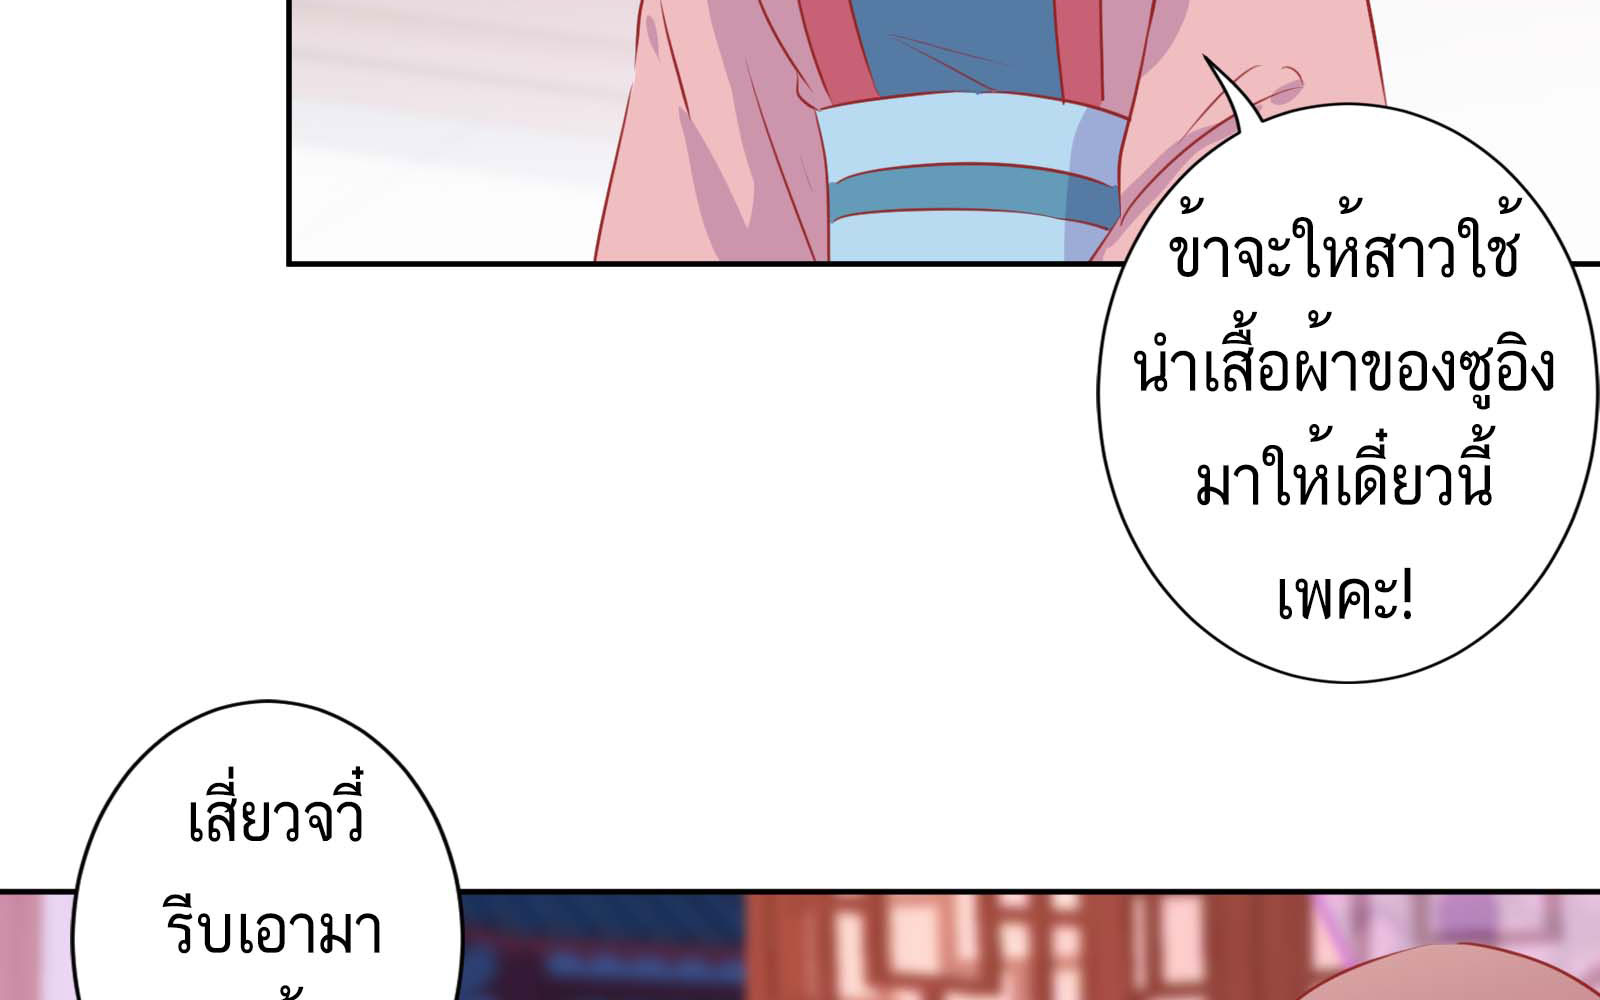 ข้าจะให้สาวใช้
นำเสื้อผ้าของซูอิง
มาให้เดี๋ยวนี้
เพคะ!
เสี่ยวจวี๋
รีบเอามา